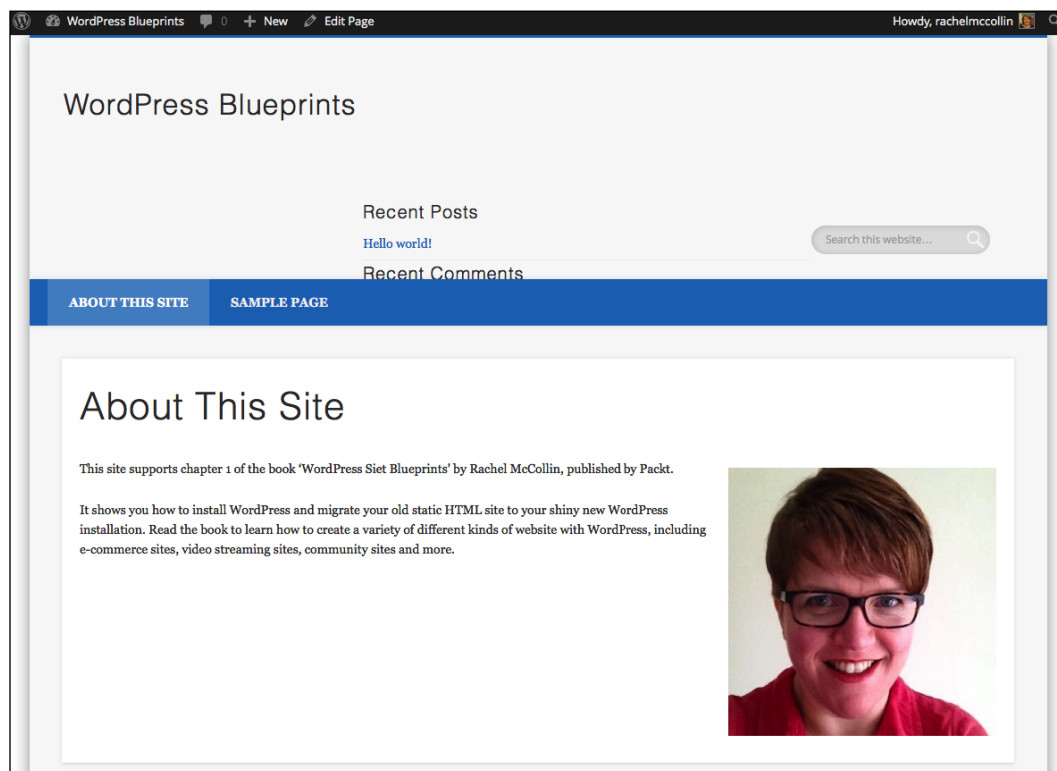 WordPress Blueprints 0 New Edit Page Howdy, rachelmccollin
WordPress Blueprints
Recent Posts
Hello world!
Search this website...
Recent Comments
ABOUT THIS SITE SAMPLE PAGE
About This Site
This site supports chapter 1 of the book ‘WordPress Siet Blueprints’ by Rachel McCollin, published by Packt.
It shows you how to install WordPress and migrate your old static HTML site to your shiny new WordPress
installation. Read the book to learn how to create a variety of different kinds of website with WordPress, including
e-commerce sites, video streaming sites, community sites and more.